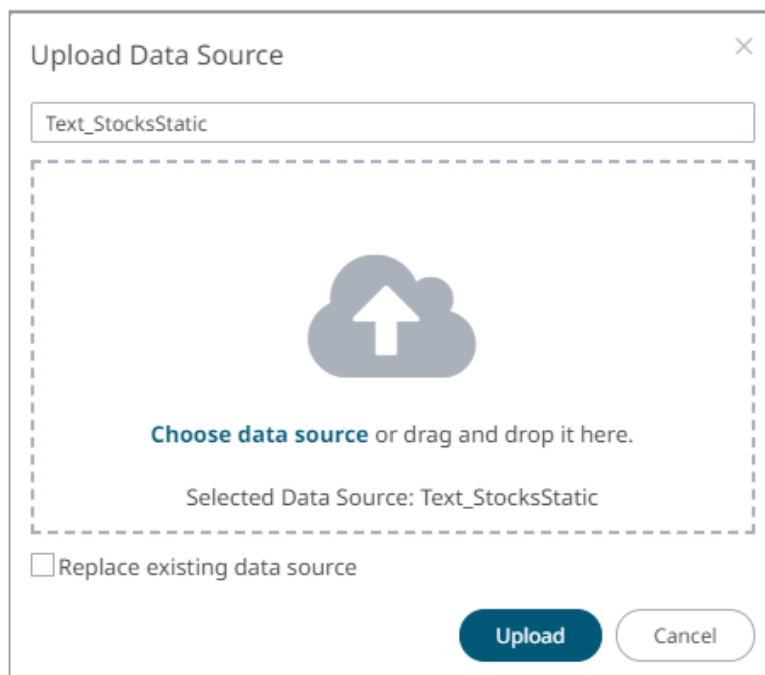 Upload Data Source
Text_StocksStatic
Choose data source or drag and drop it here.
Selected Data Source: Text_StocksStatic
Replace existing data source
Upload
Cancel